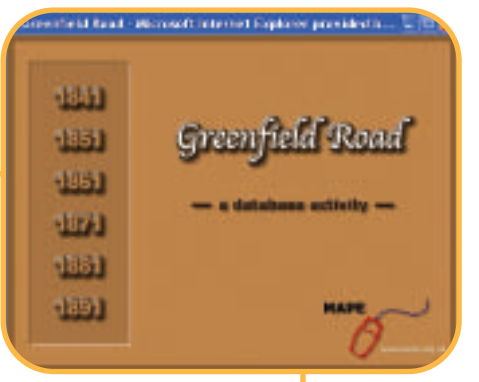 Greenfield Road - Microsoft Internet Explorer provided b...
1841
1851
1861
1871
1881
1891
Greenfield Road
— a database activity —
MAPE